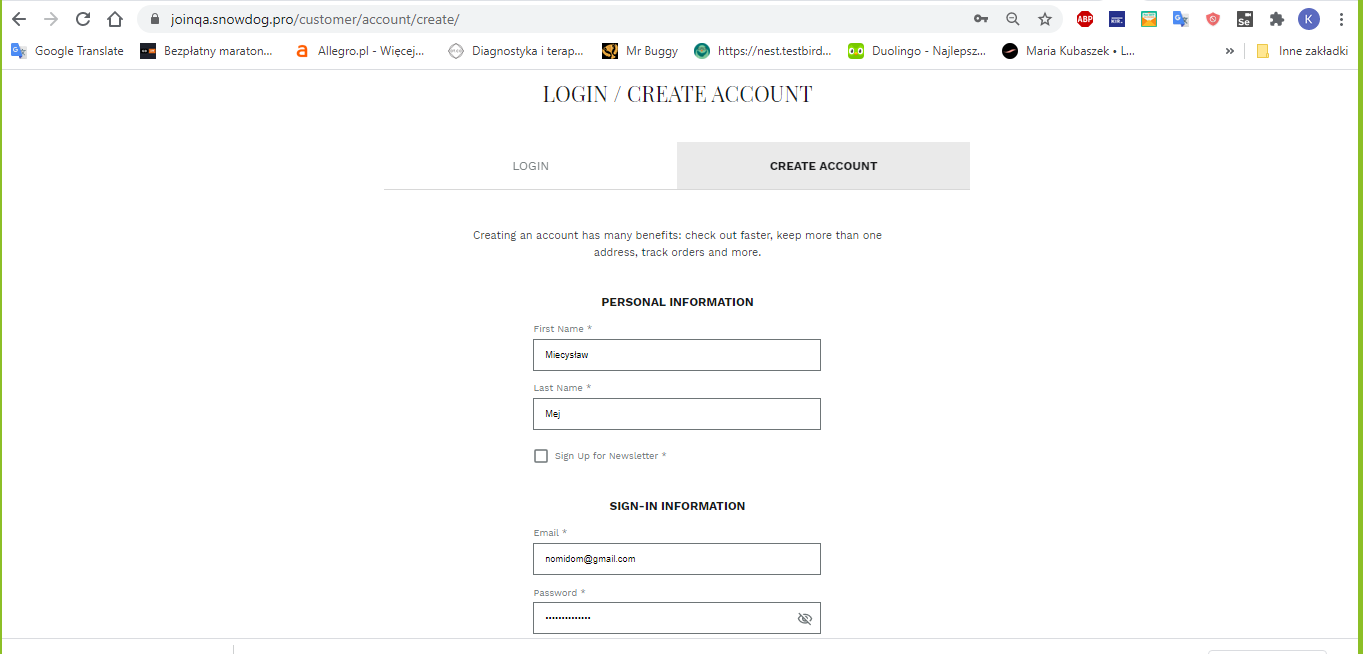 joinqa.snowdog.pro/customer/account/create/
ABP
Se
K
Google Translate Bezpłatny maraton... Allegro.pl - Więcej... Diagnostyka i terap... Mr Buggy https://nest.testbird... Duolingo - Najlepsz... Maria Kubaszek • L... » Inne zakładki
LOGIN / CREATE ACCOUNT
LOGIN CREATE ACCOUNT
Creating an account has many benefits: check out faster, keep more than one
address, track orders and more.
PERSONAL INFORMATION
First Name *
Miecysław
Last Name *
Mej
Sign Up for Newsletter *
SIGN-IN INFORMATION
Email *
nomidom@gmail.com
Password *
••••••••••••••